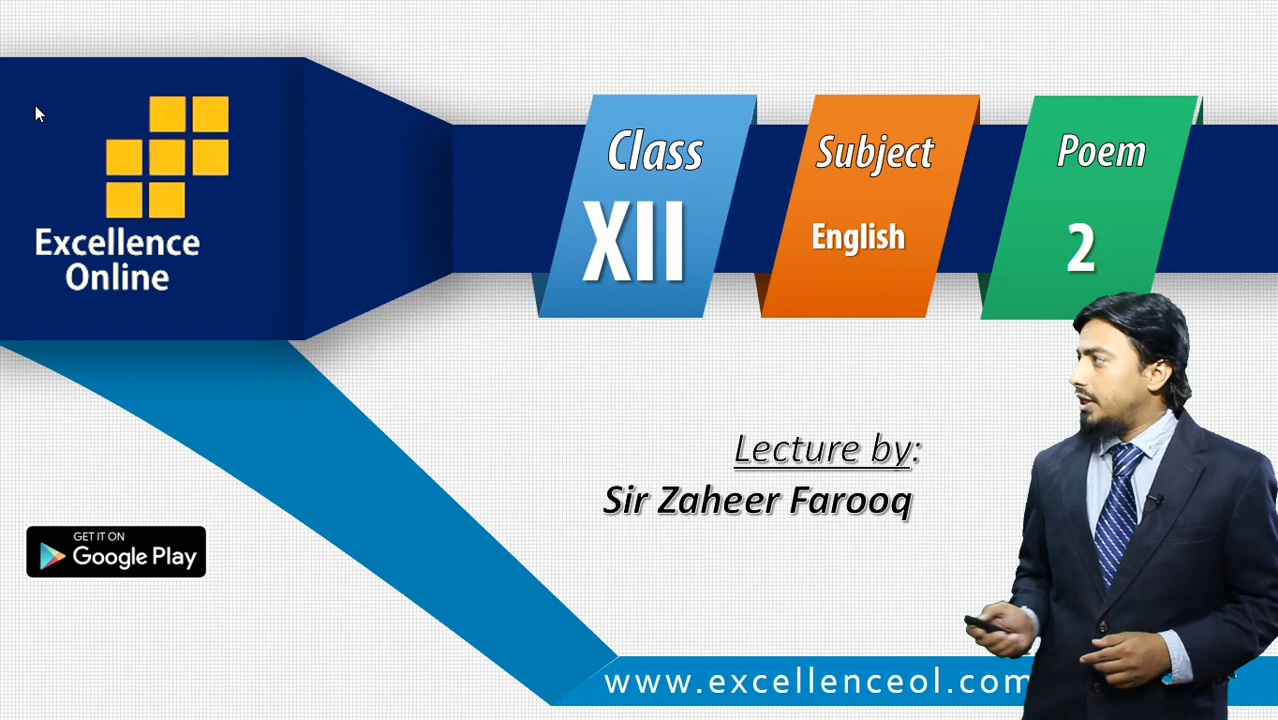 Excellence
Online
Class
XII
Subject
English
Poem
2
Lecture by:
Sir Zaheer Farooq
GET IT ON
Google Play
www.excellenceol.com